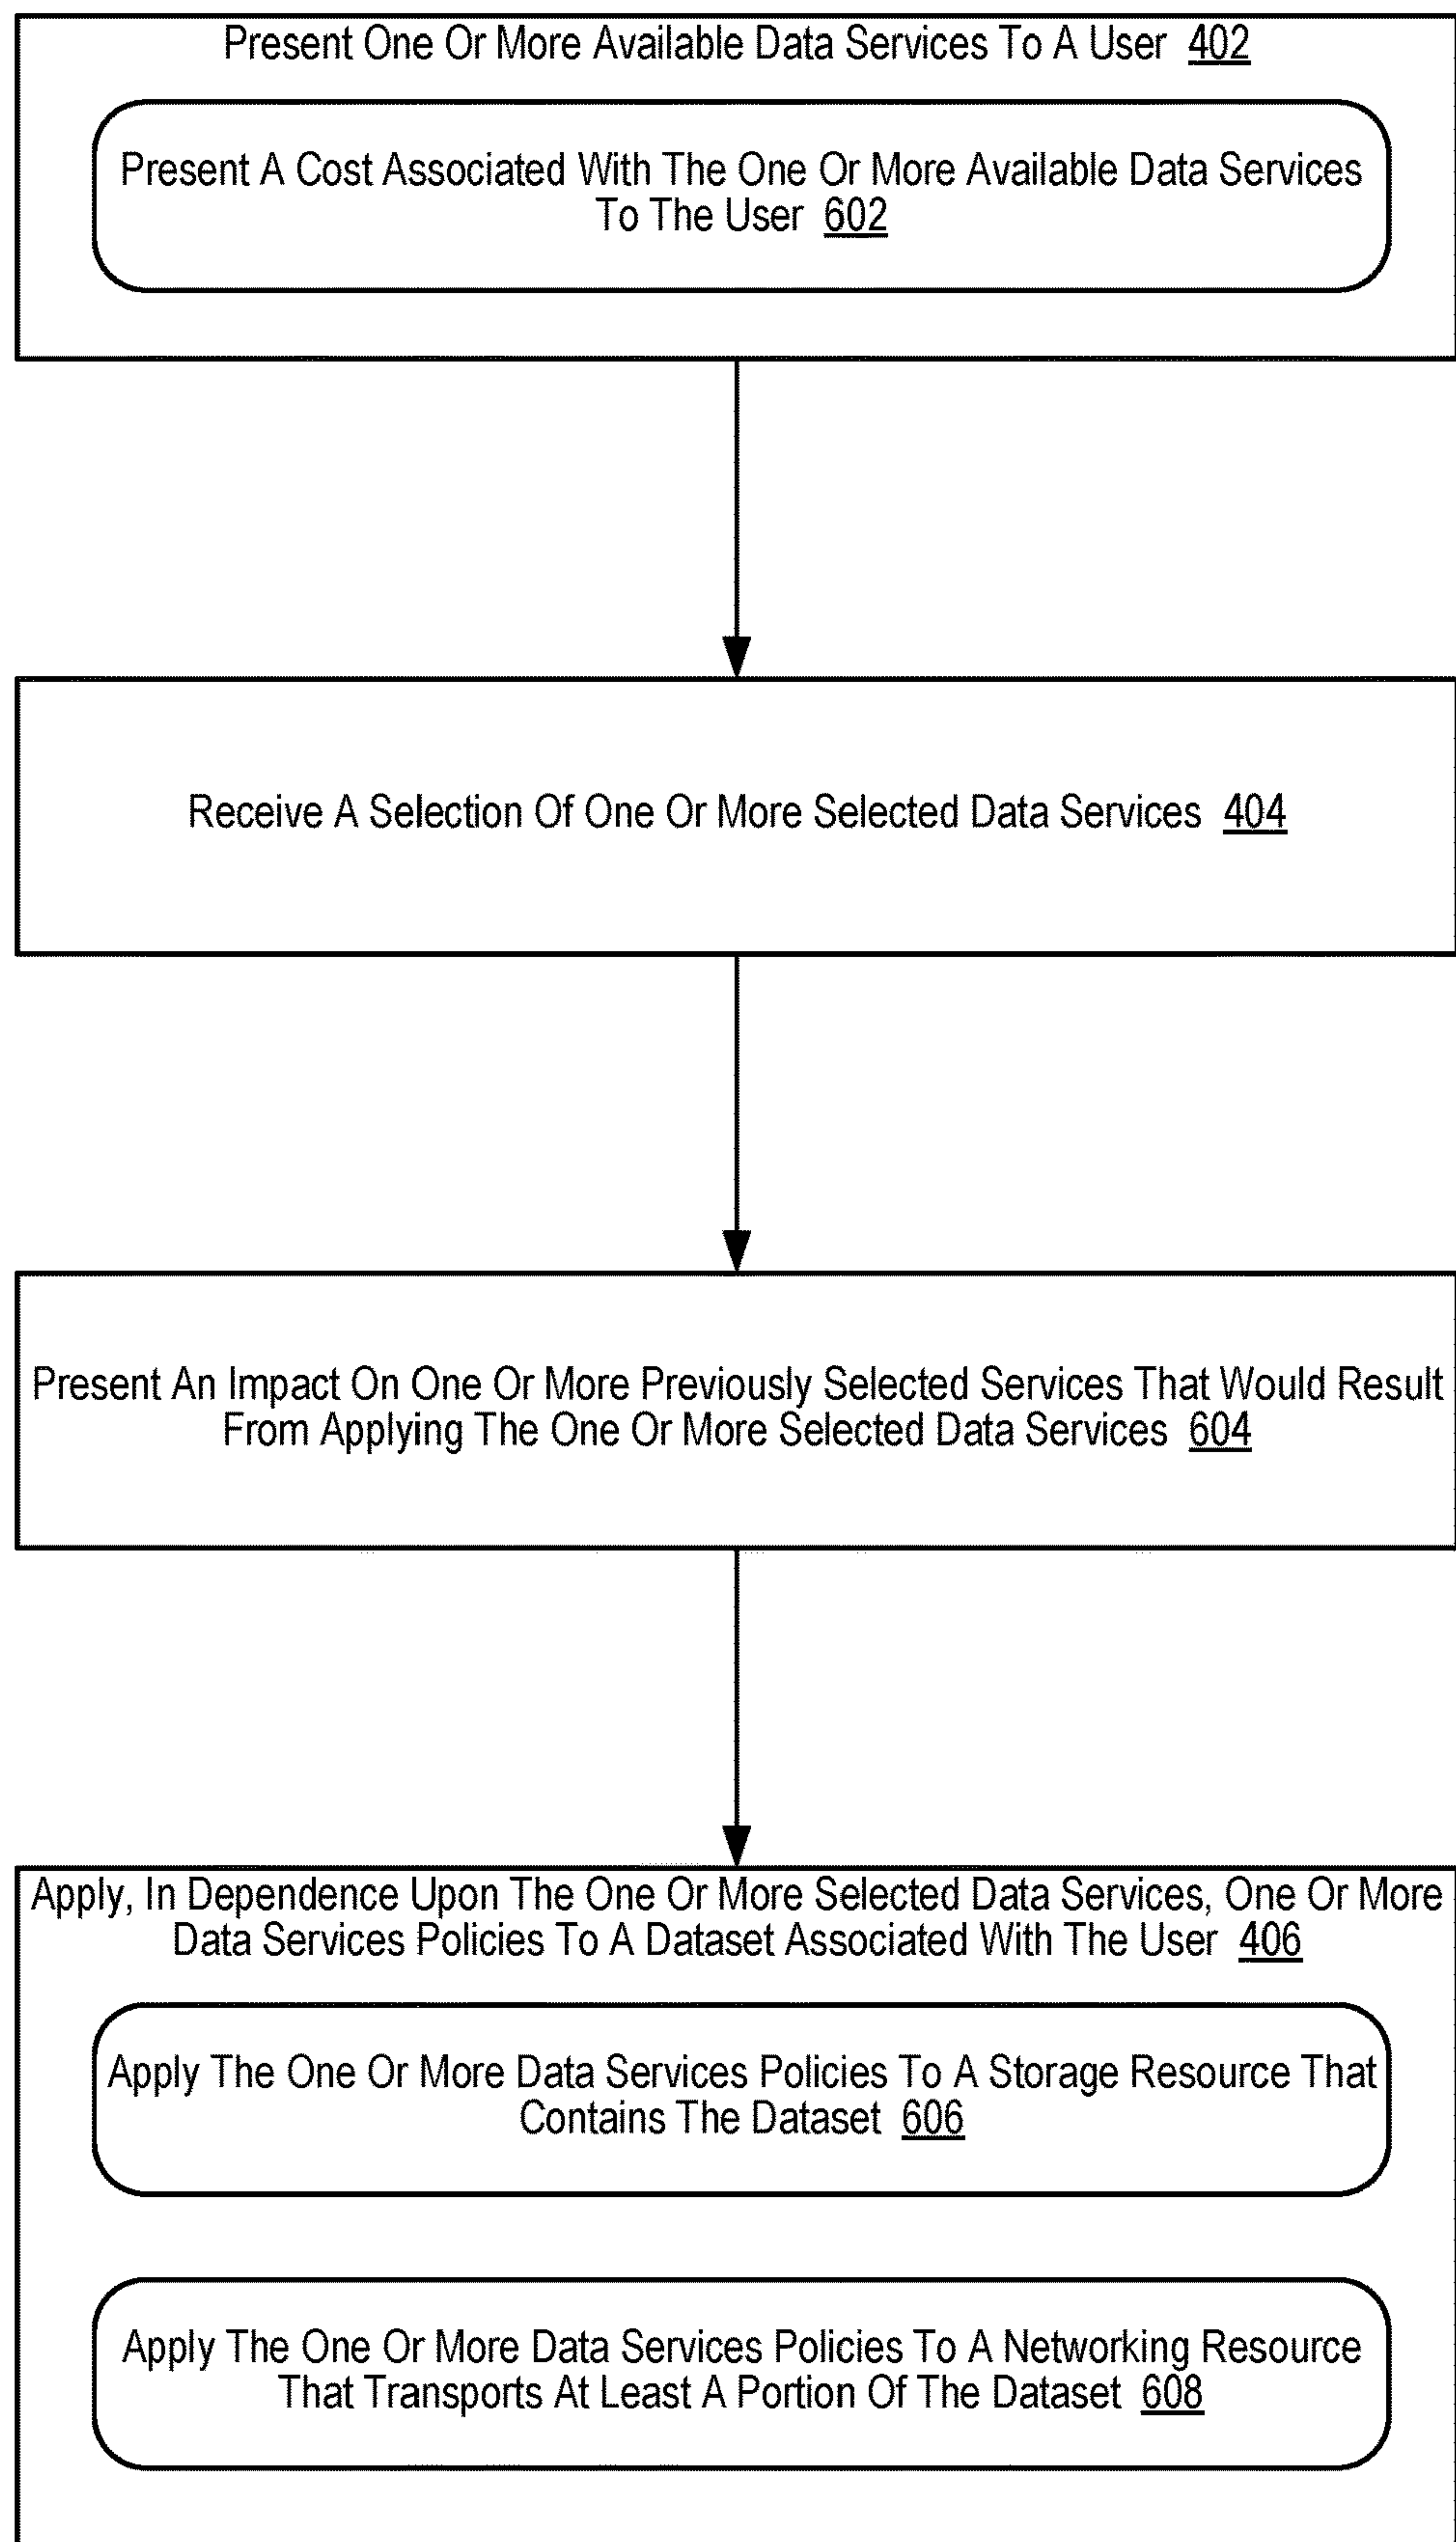 Present One Or More Available Data Services To A User 402
Present A Cost Associated With The One Or More Available Data Services
To The User 602
Receive A Selection Of One Or More Selected Data Services 404
Present An Impact On One Or More Previously Selected Services That Would Result
From Applying The One Or More Selected Data Services 604
Apply, In Dependence Upon The One Or More Selected Data Services, One Or More
Data Services Policies To A Dataset Associated With The User 406
Apply The One Or More Data Services Policies To A Storage Resource That
Contains The Dataset 606
Apply The One Or More Data Services Policies To A Networking Resource
That Transports At Least A Portion Of The Dataset 608